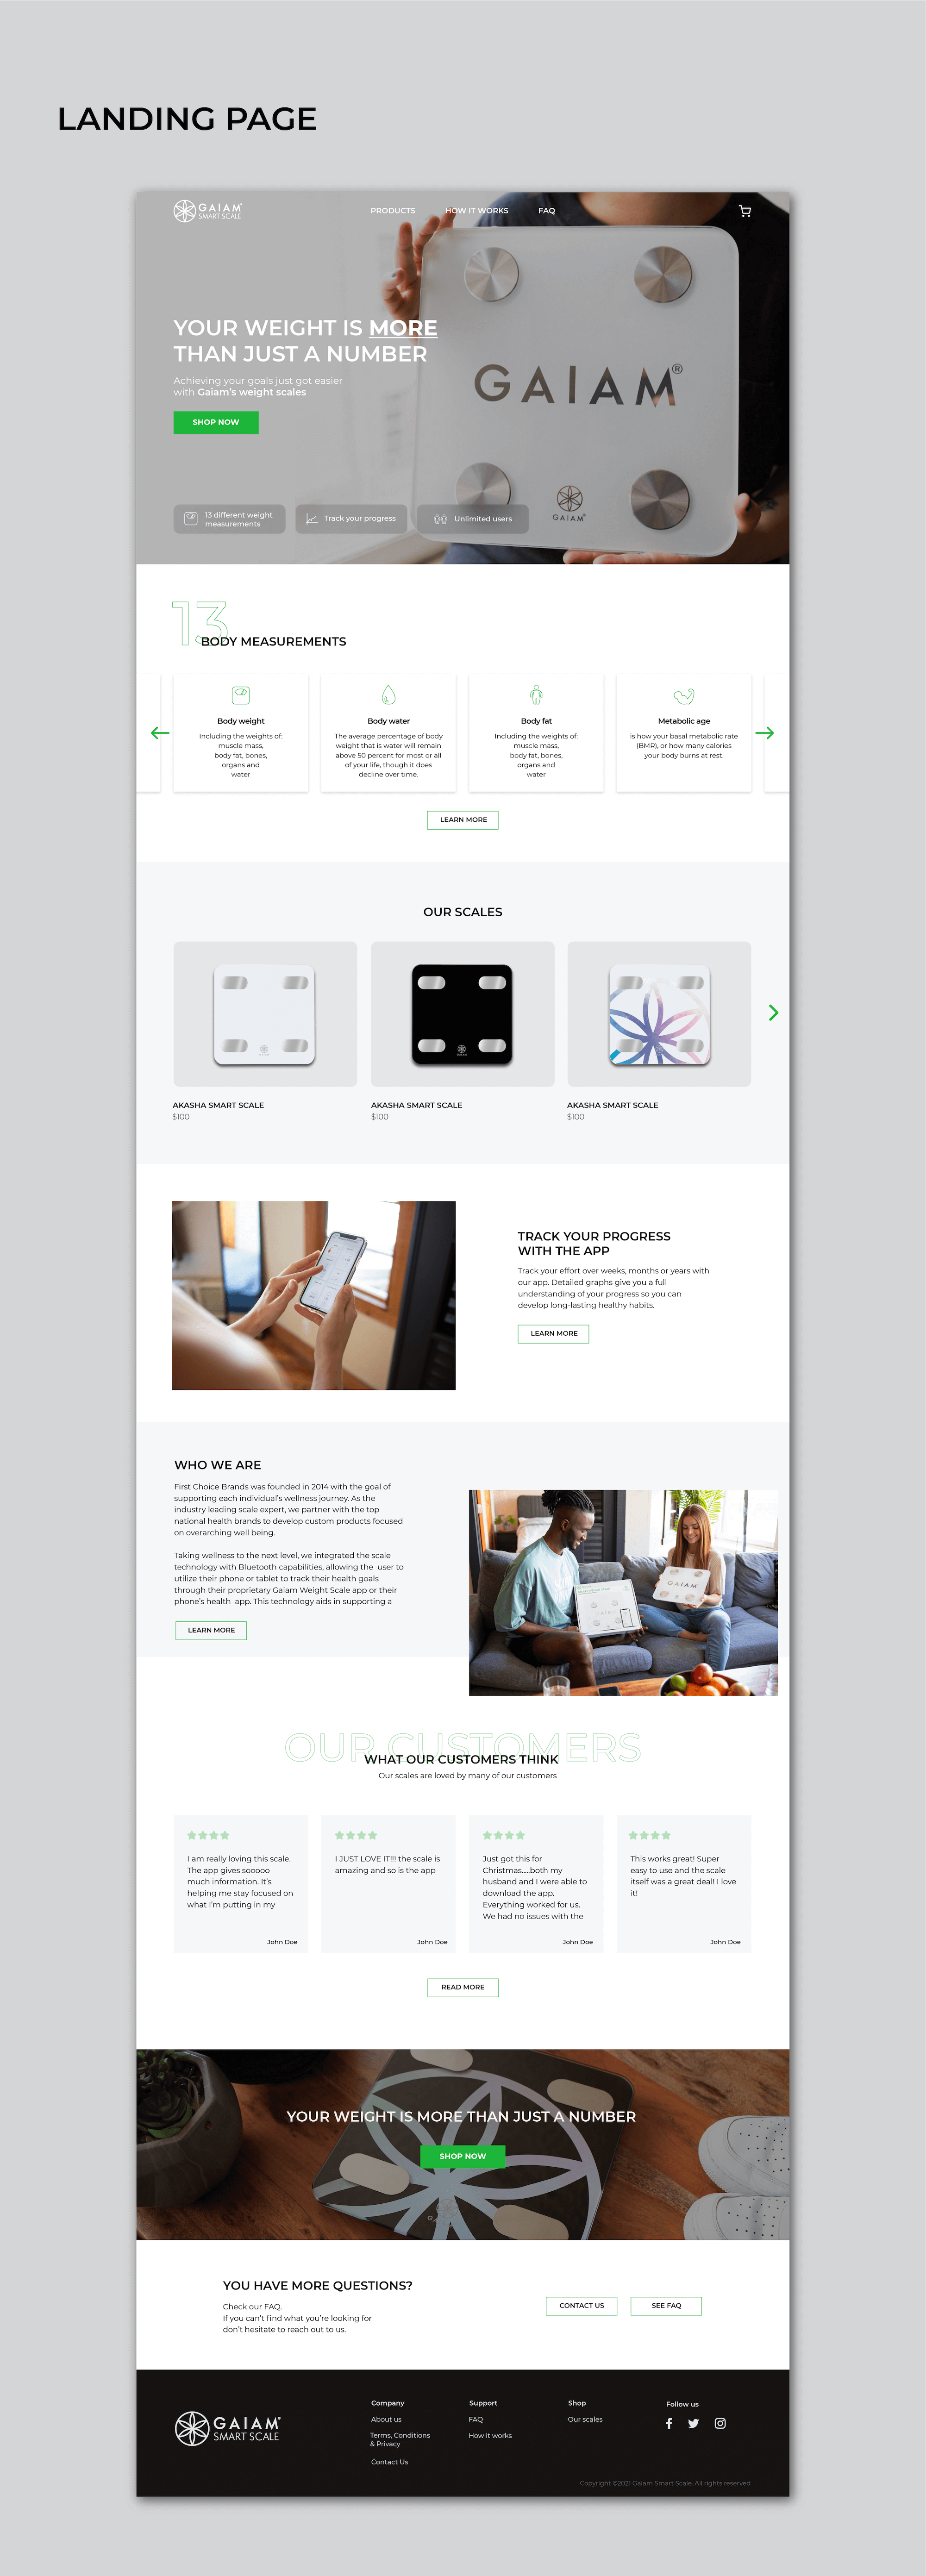 LANDING PAGE
GAIAM®
SMART SCALE
PRODUCTS
HOW IT WORKS
FAQ
YOUR WEIGHT IS MORE
THAN JUST A NUMBER
Achieving your goals just got easier
with Gaiam's weight scales
SHOP NOW
GAIAM®
GAIAM®
13 different weight
measurements
Track your progress
Unlimited users
13
BODY MEASUREMENTS
Body weight
Including the weights of:
muscle mass,
body fat, bones,
organs and
water
Body water
The average percentage of body
weight that is water will remain
above 50 percent for most or all
of your life, though it does
decline over time.
Body fat
Including the weights of:
muscle mass,
body fat, bones,
organs and
water
Metabolic age
is how your basal metabolic rate
(BMR), or how many calories
your body burns at rest.
LEARN MORE
OUR SCALES
AKASHA SMART SCALE
$100
AKASHA SMART SCALE
$100
AKASHA SMART SCALE
$100
TRACK YOUR PROGRESS
WITH THE APP
Track your effort over weeks, months or years with
our app. Detailed graphs give you a full
understanding of your progress so you can
develop long-lasting healthy habits.
LEARN MORE
WHO WE ARE
First Choice Brands was founded in 2014 with the goal of
supporting each individual's wellness journey. As the
industry leading scale expert, we partner with the top
national health brands to develop custom products focused
on overarching well being.
Taking wellness to the next level, we integrated the scale
technology with Bluetooth capabilities, allowing the  user to
utilize their phone or tablet to track their health goals
through their proprietary Gaiam Weight Scale app or their
phone's health  app. This technology aids in supporting a
LEARN MORE
GAIAM
GAIAM
OUR CUSTOMERS
WHAT OUR CUSTOMERS THINK
Our scales are loved by many of our customers
I am really loving this scale.
The app gives sooooo
much information. It's
helping me stay focused on
what I'm putting in my
John Doe
I JUST LOVE IT!!! the scale is
amazing and so is the app
John Doe
Just got this for
Christmas.....both my
husband and I were able to
download the app.
Everything worked for us.
We had no issues with the
John Doe
This works great! Super
easy to use and the scale
itself was a great deal! I love
it!
John Doe
READ MORE
YOUR WEIGHT IS MORE THAN JUST A NUMBER
SHOP NOW
YOU HAVE MORE QUESTIONS?
Check our FAQ.
If you can't find what you're looking for
don't hesitate to reach out to us.
CONTACT US
SEE FAQ
GAIAM®
SMART SCALE
Company
About us
Terms, Conditions
& Privacy
Contact Us
Support
FAQ
How it works
Shop
Our scales
Follow us
Copyright ©2021 Gaiam Smart Scale. All rights reserved